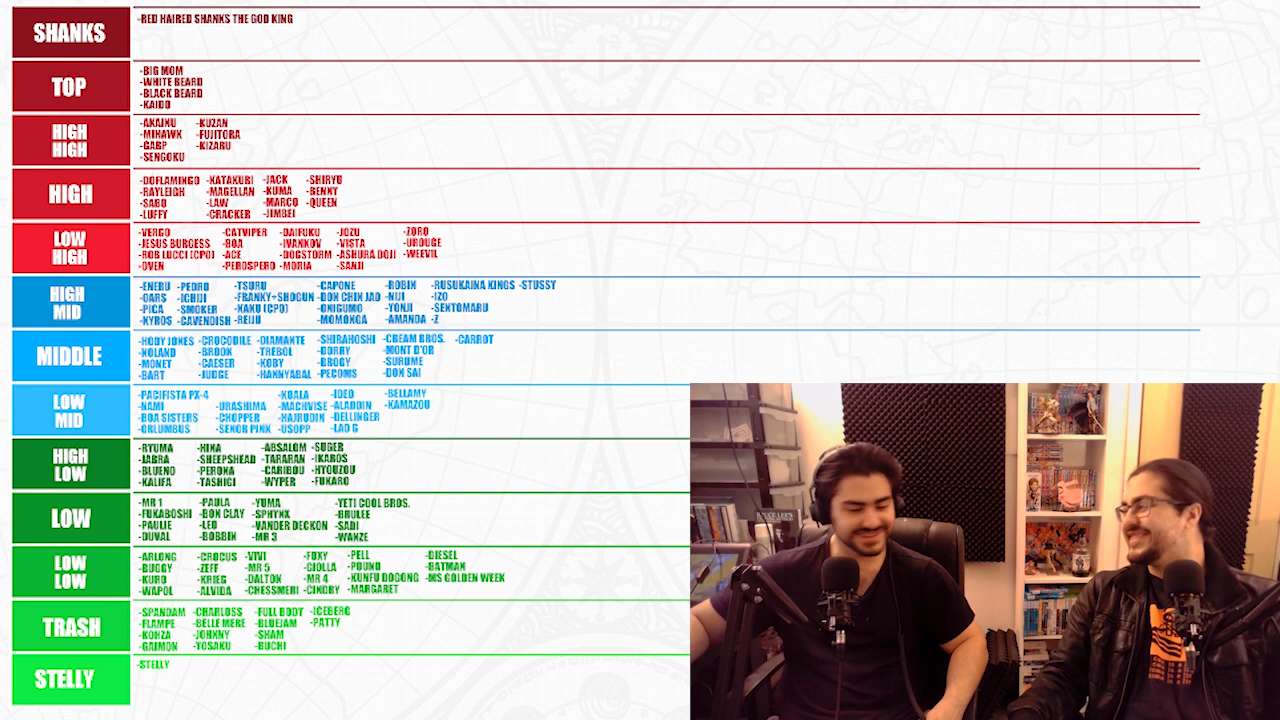 SHANKS
-RED HAIRED SHANKS THE GOD KING
TOP
-BIG MOM
-WHITE BEARD
-BLACK BEARD
-KAIDO
HIGH
HIGH
-AKAINU -KUZAN
-MIHAWK -FUJITORA
-GARP -KIZARU
-SENGOKU
HIGH
-DOFLAMINGO -KATAKURI -JACK -SHIRYU
-RAYLEIGH -MAGELLAN -KUMA -BENNY
-SABO -LAW -MARCO -QUEEN
-LUFFY -CRACKER -JIMBEI
LOW
HIGH
-VERGO -CATVIPER -DAIFUKU -JOZU -ZORO
-JESUS BURGESS -BOA -IVANKOV -VISTA -UROUGE
-ROB LUCCI (CPO) -ACE -DOGSTORM -ASHURA DOJI -WEEVIL
-OVEN -PEROSPERO -MORIA -SANJI
HIGH
MID
-ENERU -PEDRO -TSURU -CAPONE -ROBIN -RUSUKAINA KINGS -STUSSY
-OARS -ICHIJI -FRANKY+SHOGUN -DON CHIN JAO -NIJI -IZO
-PICA -SMOKER -KAKU (CPO) -ONIGUMO -YONJI -SENTOMARU
-KYROS -CAVENDISH -REIJU -MOMONGA -AMANDA -Z
MIDDLE
-HODY JONES -CROCODILE -DIAMANTE -SHIRAHOSHI -CREAM BROS. -CARROT
-NOLAND -BROOK -TREBOL -DORRY -MONT D'OR
-MONET -CAESER -KOBY -BROGY -SURUME
-BART -JUDGE -HANNYABAL -PECOMS -DON SAI
LOW
MID
-PACIFISTA PX-4 -KOALA -IDEO -BELLAMY
-NAMI -URASHIMA -MACHVISE -ALADDIN -KAMAZOU
-BOA SISTERS -CHOPPER -HAJRUDIN -DELLINGER
-ORLUMBUS -SENOR PINK -USOPP -LAO G
HIGH
LOW
-RYUMA -HINA -ABSALOM -SUGER
-JABRA -SHEEPSHEAD -TARARAN -IKAROS
-BLUENO -PERONA -CARIBOU -HYOUZOU
-KALIFA -TASHIGI -WYPER -FUKARO
LOW
-MR 1 -PAULA -YUMA -YETI COOL BROS.
-FUKABOSHI -BON CLAY -SPHYNX -BRULEE
-PAULIE -LEO -VANDER DECKON -SADI
-DUVAL -BOBBIN -MR 3 -WANZE
LOW
LOW
-ARLONG -CROCUS -VIVI -FOXY -PELL -DIESEL
-BUGGY -ZEFF -MR 5 -GIOLLA -POUND -BATMAN
-KURO -KRIEG -DALTON -MR 4 -KUNFU DOGONG -MS GOLDEN WEEK
-WAPOL -ALVIDA -CHESSMERI -CINDRY -MARGARET
TRASH
-SPANDAM -CHARLOSS -FULL BODY -ICEBERG
-FLAMPE -BELLE MERE -BLUEJAM -PATTY
-KOHZA -JOHNNY -SHAM
-GAIMON -YOSAKU -BUCHI
STELLY
-STELLY
BRUCE LEE'S